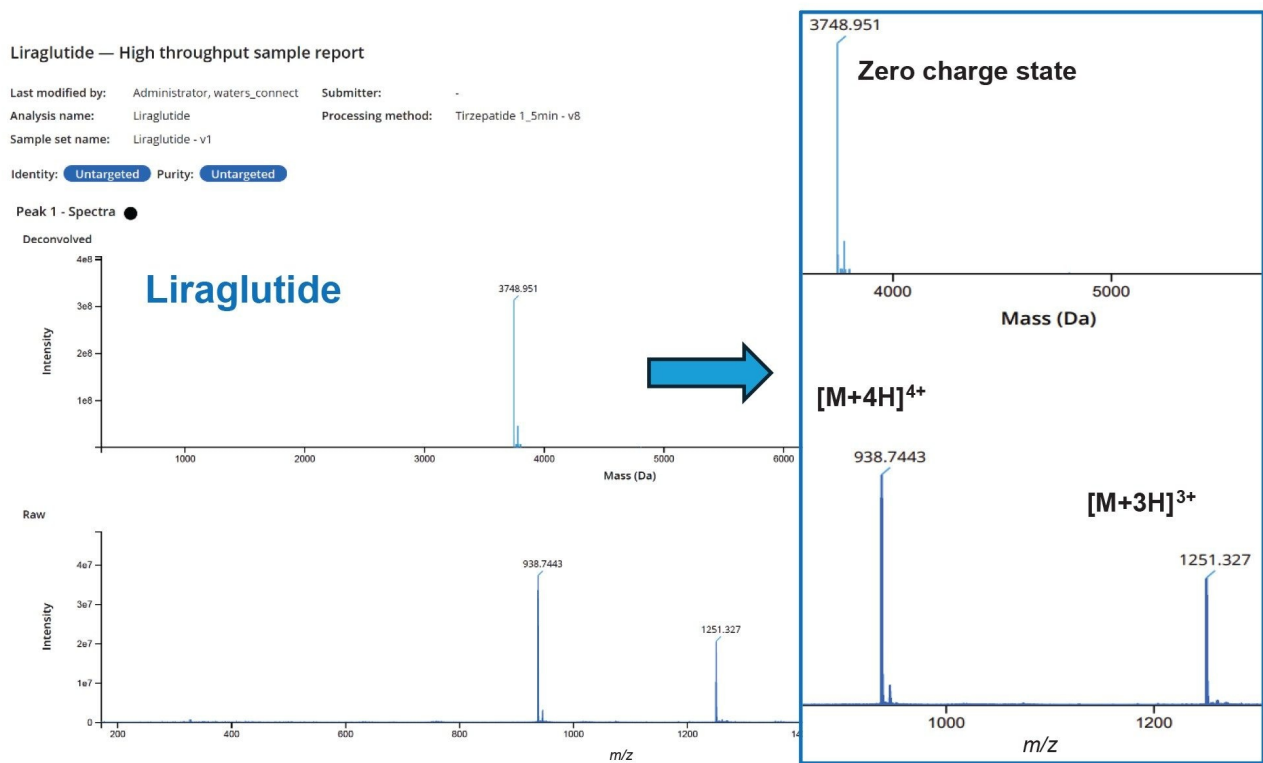 Liraglutide — High throughput sample report
Last modified by: Administrator, waters_connect Submitter: -
Analysis name: Liraglutide Processing method: Tirzepatide 1_5min - v8
Sample set name: Liraglutide - v1
Identity: Untargeted Purity: Untargeted
Peak 1 - Spectra
Deconvolved
Liraglutide
Intensity
4e8
3e8
2e8
1e8
3748.951
1000 2000 3000 4000 5000 6000
Mass (Da)
Raw
Intensity
4e7
3e7
2e7
1e7
0
938.7443
1251.327
200 400 600 800 1000 1200
m/z
3748.951
Zero charge state
4000 5000
Mass (Da)
[M+4H]4+
938.7443
[M+3H]3+
1251.327
1000 1200
m/z